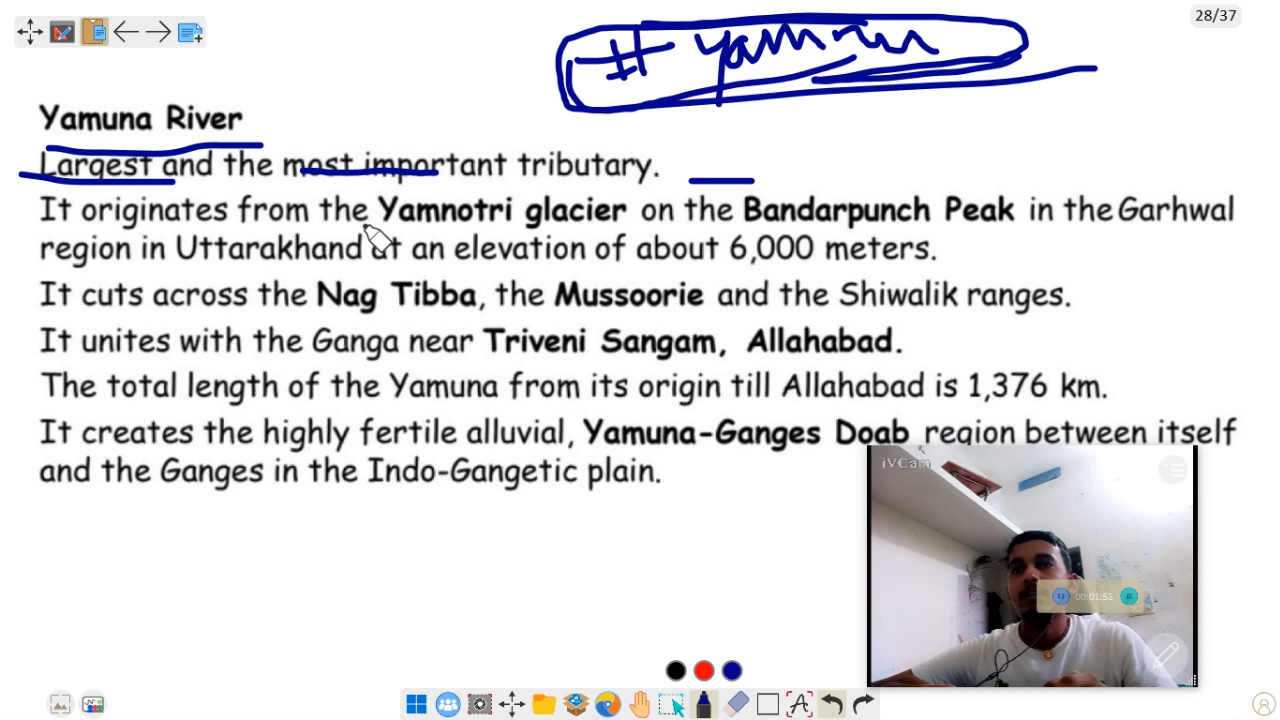 28/37
# Yamuna
Yamuna River
Largest and the most important tributary.
It originates from the Yamnotri glacier on the Bandarpunch Peak in the Garhwal
region in Uttarakhand at an elevation of about 6,000 meters.
It cuts across the Nag Tibba, the Mussoorie and the Shiwalik ranges.
It unites with the Ganga near Triveni Sangam, Allahabad.
The total length of the Yamuna from its origin till Allahabad is 1,376 km.
It creates the highly fertile alluvial, Yamuna-Ganges Doab region between itself
and the Ganges in the Indo-Gangetic plain.
iVCam
00:01:52